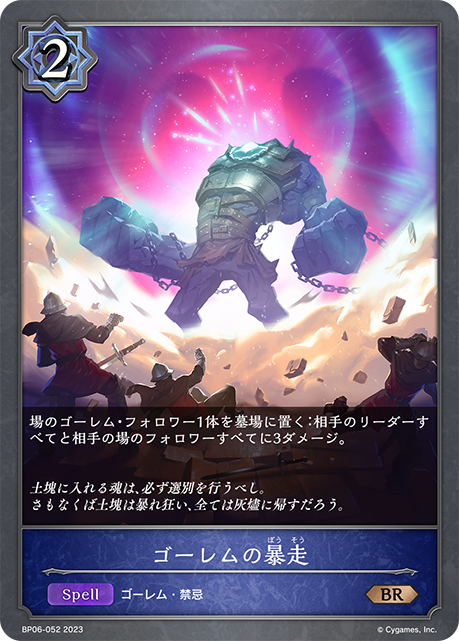 2
場のゴーレム・フォロワー1体を墓場に置く：相手のリーダーす
べてと相手の場のフォロワーすべてに3ダメージ。
土塊に入れる魂は、必ず選別を行うべし。
さもなくば土塊は暴れ狂い、全ては灰燼に帰すだろう。
ぼう そう
ゴーレムの暴走
Spell ゴーレム・禁忌 BR
BP06-052 2023 © Cygames, Inc.